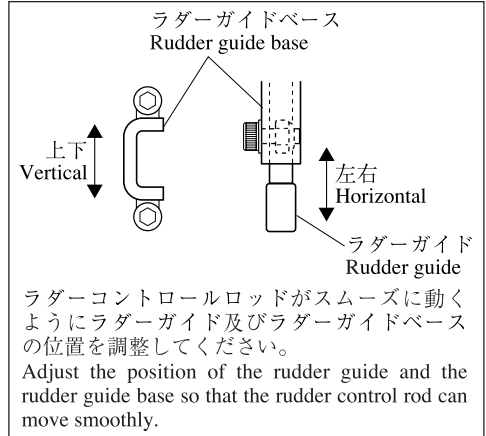 ラダーガイドベース
Rudder guide base
上下
Vertical
左右
Horizontal
ラダーガイド
Rudder guide
ラダーコントロールロッドがスムーズに動く
ようにラダーガイド及びラダーガイドベース
の位置を調整してください。
Adjust the position of the rudder guide and the
rudder guide base so that the rudder control rod can
move smoothly.